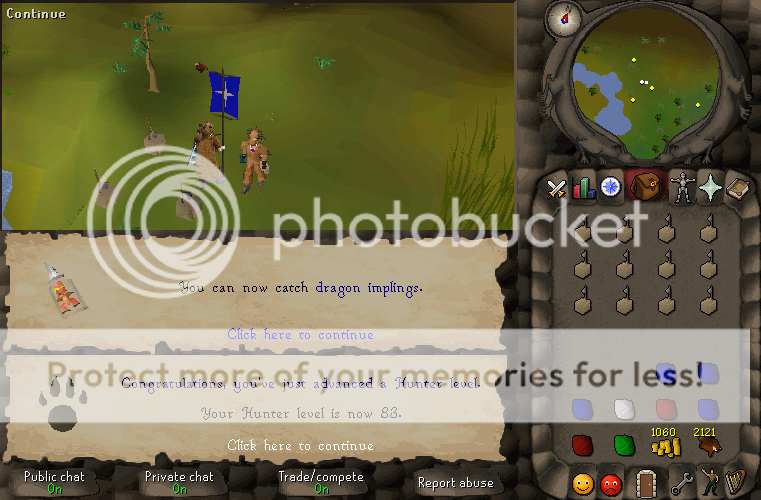 Continue
photobucket
You can now catch dragon implings.
Click here to continue
Protect more of your memories for less!
Congratulations, you've just advanced a Hunter level.
Your Hunter level is now 83.
Click here to continue
1060
2121
Public chat
On
Private chat
On
Trade/compete
On
Report abuse